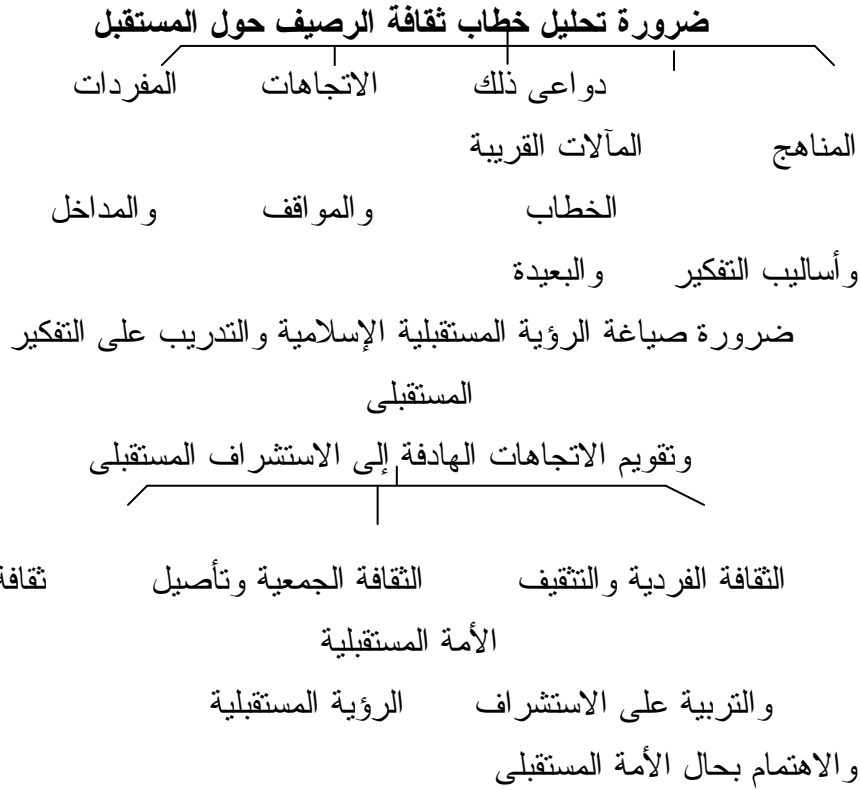 ضرورة تحليل خطاب ثقافة الرصيف حول المستقبل
دواعى ذلك الاتجاهات المفردات
المناهج المآلات القريبة
الخطاب والمواقف والمداخل
وأساليب التفكير والبعيدة
ضرورة صياغة الرؤية المستقبلية الإسلامية والتدريب على التفكير
المستقبلى
وتقويم الاتجاهات الهادفة إلى الاستشراف المستقبلى
الثقافة الفردية والتثقيف الثقافة الجمعية وتأصيل ثقافة
الأمة المستقبلية
والتربية على الاستشراف الرؤية المستقبلية
والاهتمام بحال الأمة المستقبلى